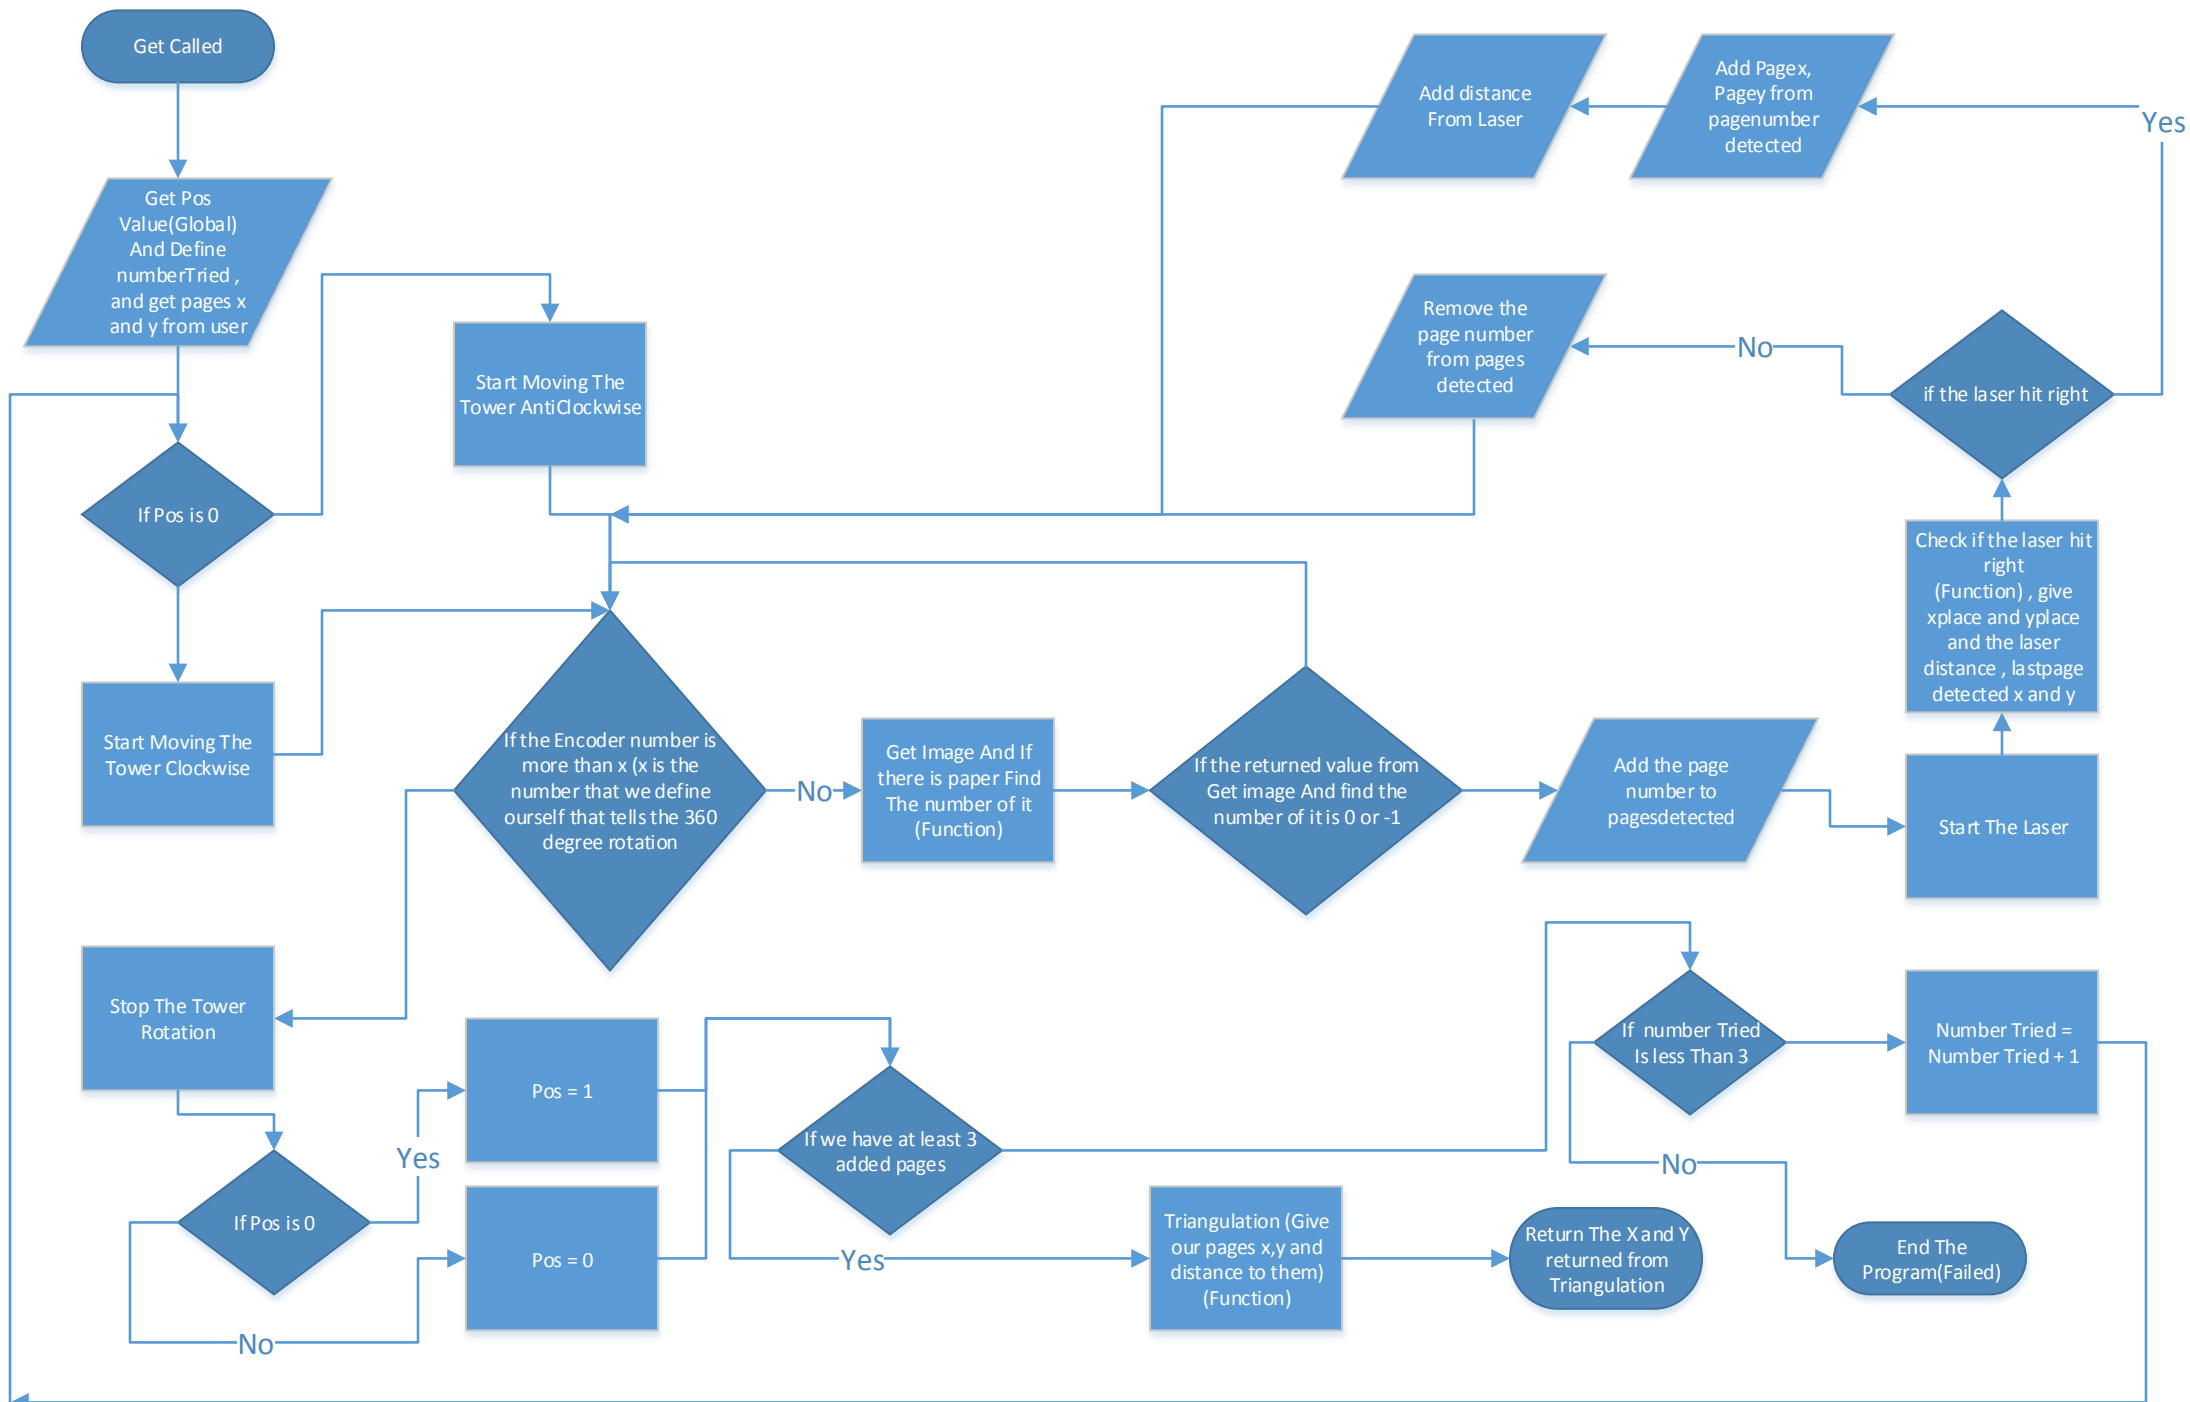 Get Called
Get Pos
Value(Global)
And Define
numberTried ,
and get pages x
and y from user
If Pos is 0
Start Moving The
Tower Clockwise
Start Moving The
Tower AntiClockwise
If the Encoder number is
more than x (x is the
number that we define
ourself that tells the 360
degree rotation
No
Get Image And If
there is paper Find
The number of it
(Function)
If the returned value from
Get image And find the
number of it is 0 or -1
Add the page
number to
pagesdetected
Start The Laser
Check if the laser hit
right
(Function) , give
xplace and yplace
and the laser
distance , lastpage
detected x and y
if the laser hit right
No
Remove the
page number
from pages
detected
Yes
Add Pagex,
Pagey from
pagenumber
detected
Add distance
From Laser
Stop The Tower
Rotation
If Pos is 0
Yes
Pos = 1
No
Pos = 0
If we have at least 3
added pages
Yes
Triangulation (Give
our pages x,y and
distance to them)
(Function)
Return The X and Y
returned from
Triangulation
If number Tried
Is less Than 3
No
End The
Program(Failed)
Number Tried =
Number Tried + 1